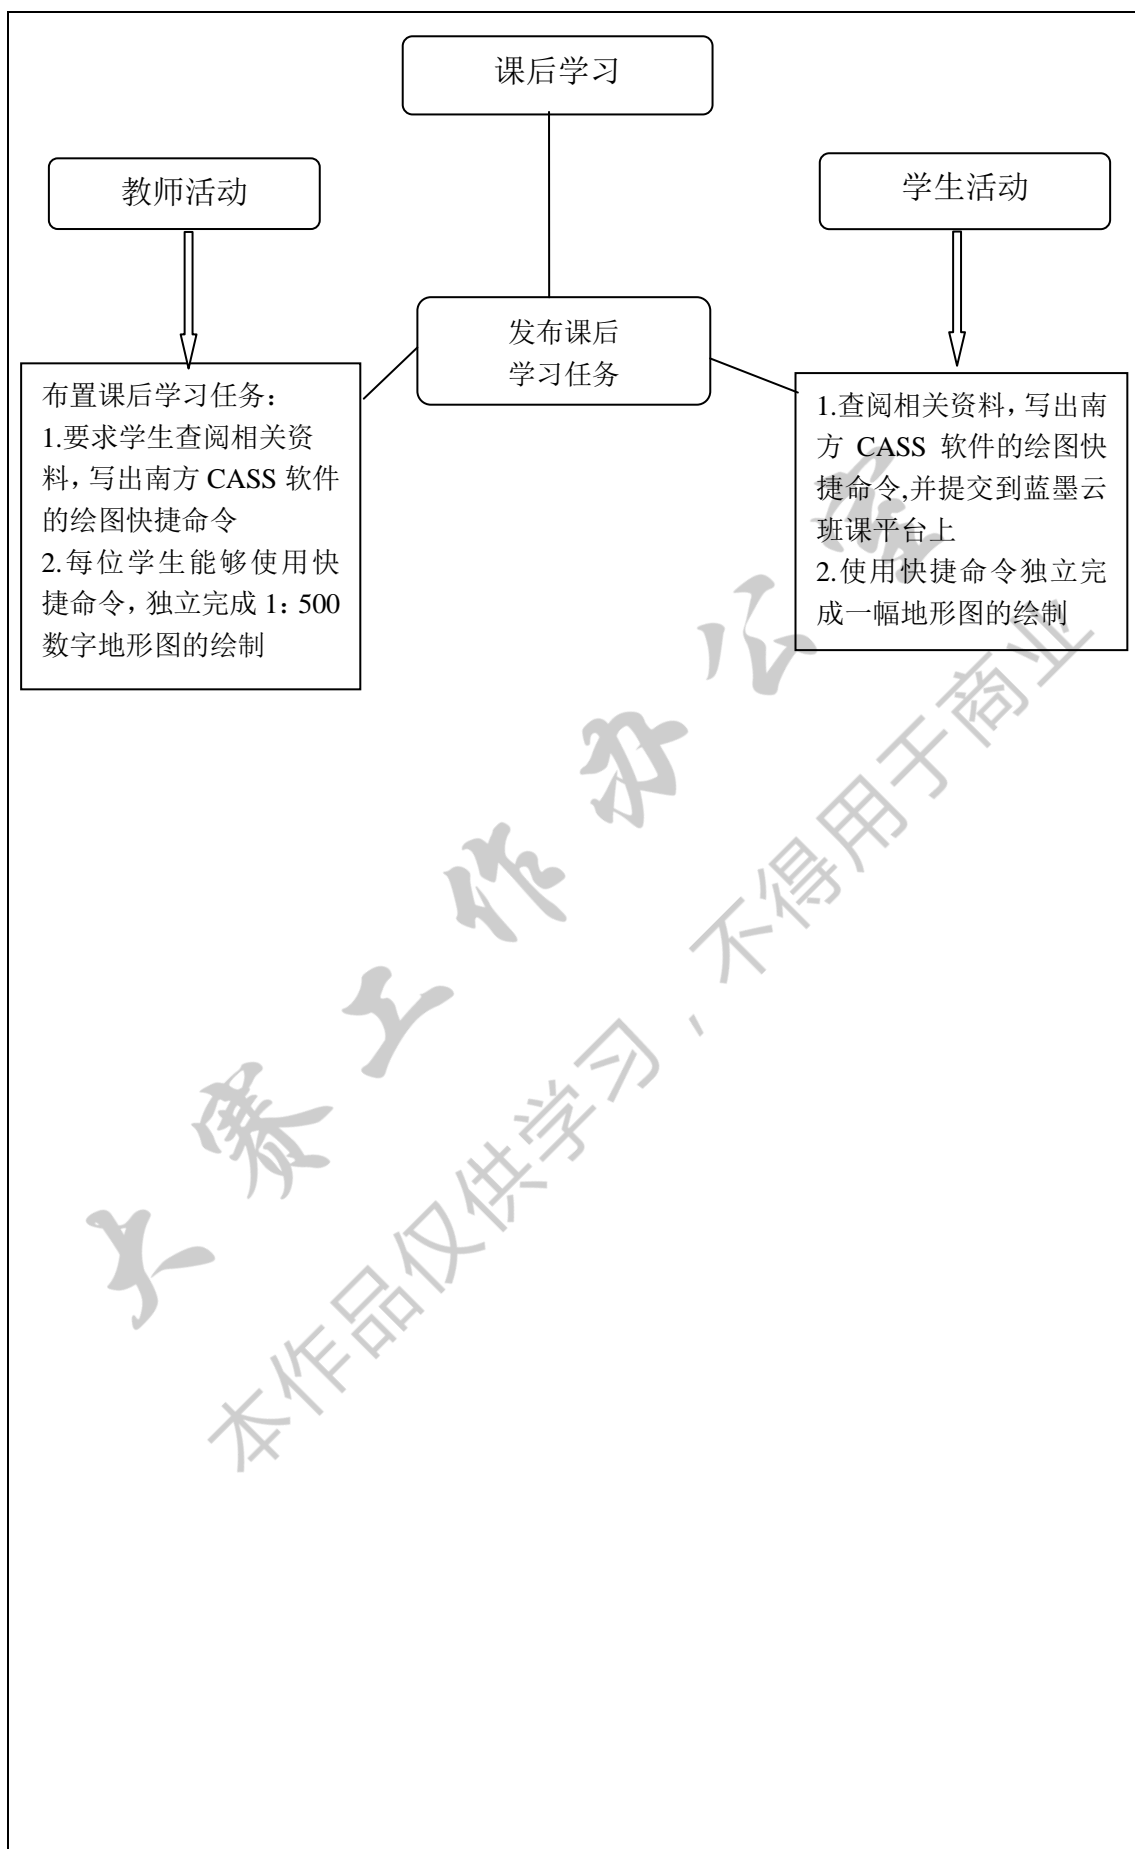 课后学习
教师活动
学生活动
发布课后
学习任务
布置课后学习任务：
1.要求学生查阅相关资
料，写出南方 CASS 软件
的绘图快捷命令
2.每位学生能够使用快
捷命令，独立完成 1：500
数字地形图的绘制
1.查阅相关资料，写出南
方 CASS 软件的绘图快
捷命令,并提交到蓝墨云
班课平台上
2.使用快捷命令独立完
成一幅地形图的绘制
大赛工作办公室
本作品仅供学习，不得用于商业